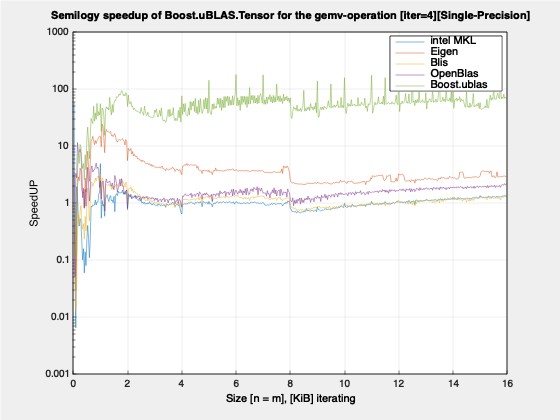 Semilogy speedup of Boost.uBLAS.Tensor for the gemv-operation [iter=4][Single-Precision]
1000
100
10
1
0.1
0.01
0.001
SpeedUP
intel MKL
Eigen
Blis
OpenBlas
Boost.ublas
0 2 4 6 8 10 12 14 16
Size [n = m], [KiB] iterating